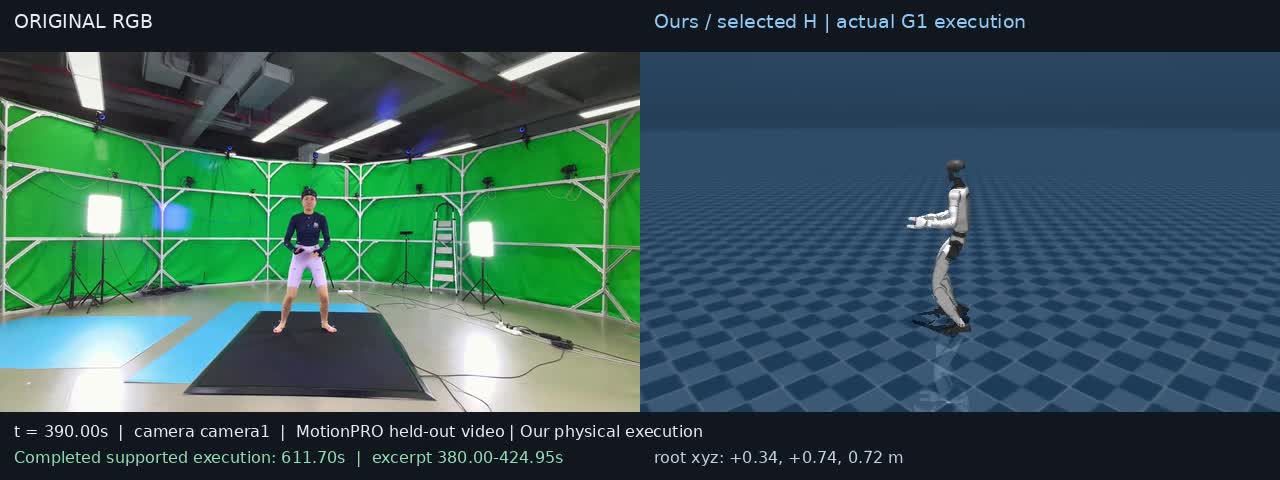 ORIGINAL RGB
Ours / selected H | actual G1 execution
t = 390.00s | camera camera1 | MotionPRO held-out video | Our physical execution
Completed supported execution: 611.70s | excerpt 380.00-424.95s
root xyz: +0.34, +0.74, 0.72 m